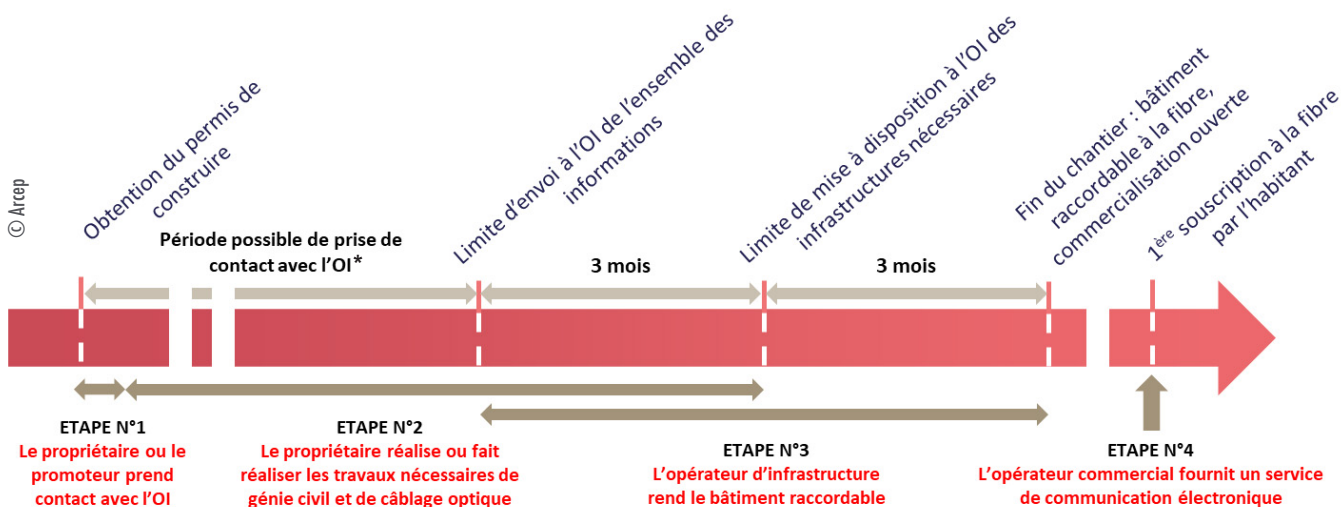 © Arcep
Obtention du permis de
construire
Limite d'envoi à l'OI de l'ensemble des
informations
Limite de mise à disposition à l'OI des
infrastructures nécessaires
Fin du chantier : bâtiment
raccordable à la fibre,
commercialisation ouverte
1ère souscription à la fibre
par l'habitant
Période possible de prise de
contact avec l'OI*
3 mois
3 mois
ETAPE N°1
Le propriétaire ou le
promoteur prend
contact avec l'OI
ETAPE N°2
Le propriétaire réalise ou fait
réaliser les travaux nécessaires de
génie civil et de câblage optique
ETAPE N°3
L'opérateur d'infrastructure
rend le bâtiment raccordable
ETAPE N°4
L'opérateur commercial fournit un service
de communication électronique